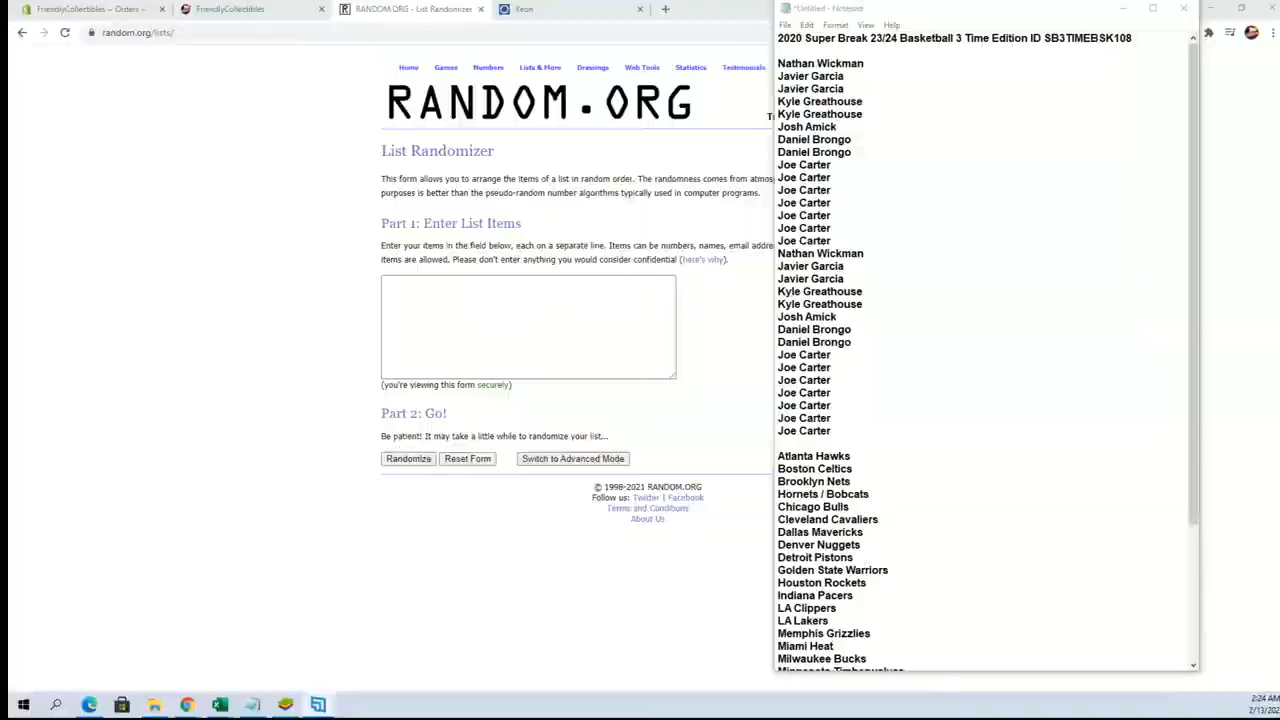 FriendlyCollectibles – Orders -
FriendlyCollectibles
RANDOM.ORG - List Randomizer
Keon
*Untitled - Notepad
random.org/lists/
File Edit Format View Help
2020 Super Break 23/24 Basketball 3 Time Edition ID SB3TIMEBSK108
Home Games Numbers Lists & More Drawings Web Tools Statistics Testimonials
RANDOM.ORG
List Randomizer
This form allows you to arrange the items of a list in random order. The randomness comes from atmos
purposes is better than the pseudo-random number algorithms typically used in computer programs.
Part 1: Enter List Items
Enter your items in the field below, each on a separate line. Items can be numbers, names, email addre
items are allowed. Please don't enter anything you would consider confidential (here's why).
(you're viewing this form securely)
Part 2: Go!
Be patient! It may take a little while to randomize your list...
Randomize Reset Form Switch to Advanced Mode
© 1998-2021 RANDOM.ORG
Follow us: Twitter | Facebook
Terms and Conditions
About Us
Nathan Wickman
Javier Garcia
Javier Garcia
Kyle Greathouse
Kyle Greathouse
Josh Amick
Daniel Brongo
Daniel Brongo
Joe Carter
Joe Carter
Joe Carter
Joe Carter
Joe Carter
Joe Carter
Joe Carter
Nathan Wickman
Javier Garcia
Javier Garcia
Kyle Greathouse
Kyle Greathouse
Josh Amick
Daniel Brongo
Daniel Brongo
Joe Carter
Joe Carter
Joe Carter
Joe Carter
Joe Carter
Joe Carter
Joe Carter
Atlanta Hawks
Boston Celtics
Brooklyn Nets
Hornets / Bobcats
Chicago Bulls
Cleveland Cavaliers
Dallas Mavericks
Denver Nuggets
Detroit Pistons
Golden State Warriors
Houston Rockets
Indiana Pacers
LA Clippers
LA Lakers
Memphis Grizzlies
Miami Heat
Milwaukee Bucks
Minnesota Timberwolves
2:24 AM
2/13/202